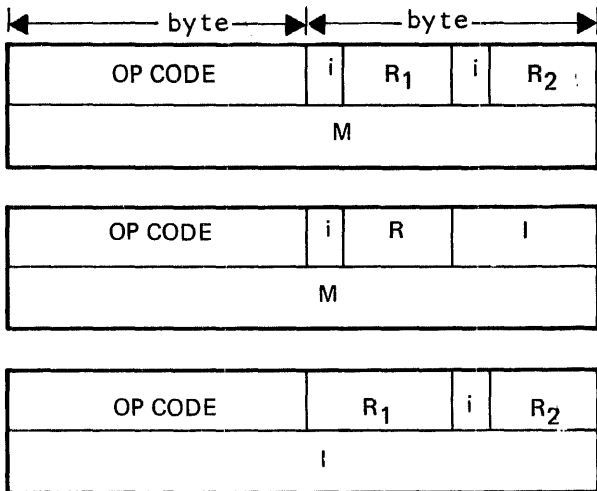 byte byte
OP CODE i R1 i R2
M
OP CODE i R I
M
OP CODE R1 i R2
I